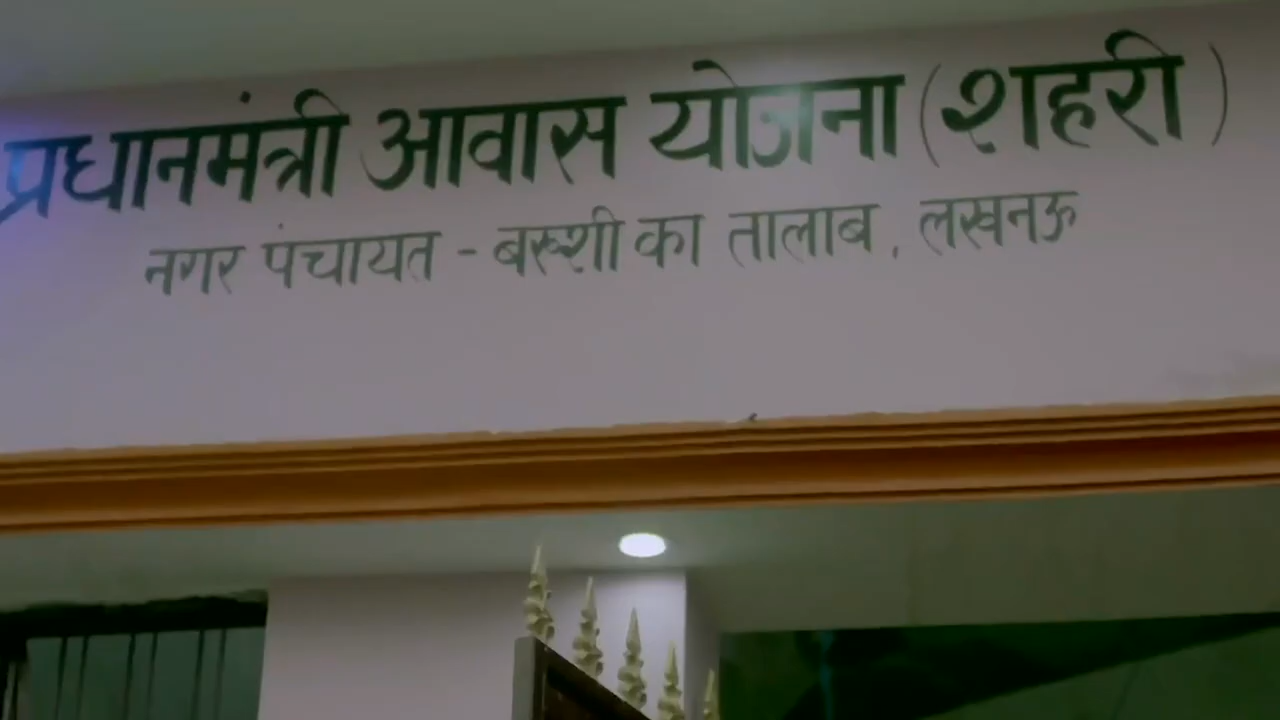 प्रधानमंत्री आवास योजना (शहरी)
नगर पंचायत - बख्शी का तालाब, लखनऊ